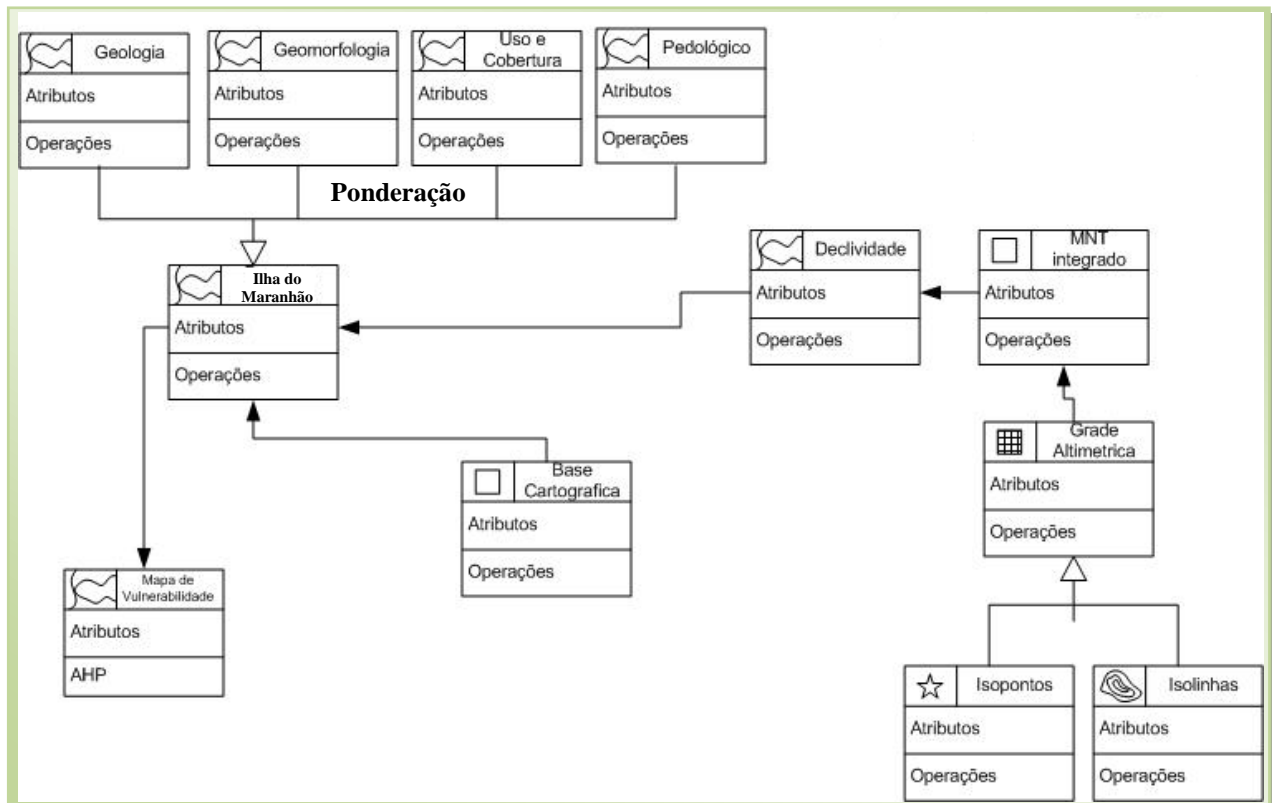 Geologia
Atributos
Operações
Geomorfologia
Atributos
Operações
Uso e
Cobertura
Atributos
Operações
Pedológico
Atributos
Operações
Ponderação
Ilha do
Maranhão
Atributos
Operações
Declividade
Atributos
Operações
MNT
integrado
Atributos
Operações
Grade
Altimetrica
Atributos
Operações
Base
Cartografica
Atributos
Operações
Mapa de
Vulnerabilidade
Atributos
AHP
Isopontos
Atributos
Operações
Isolinhas
Atributos
Operações